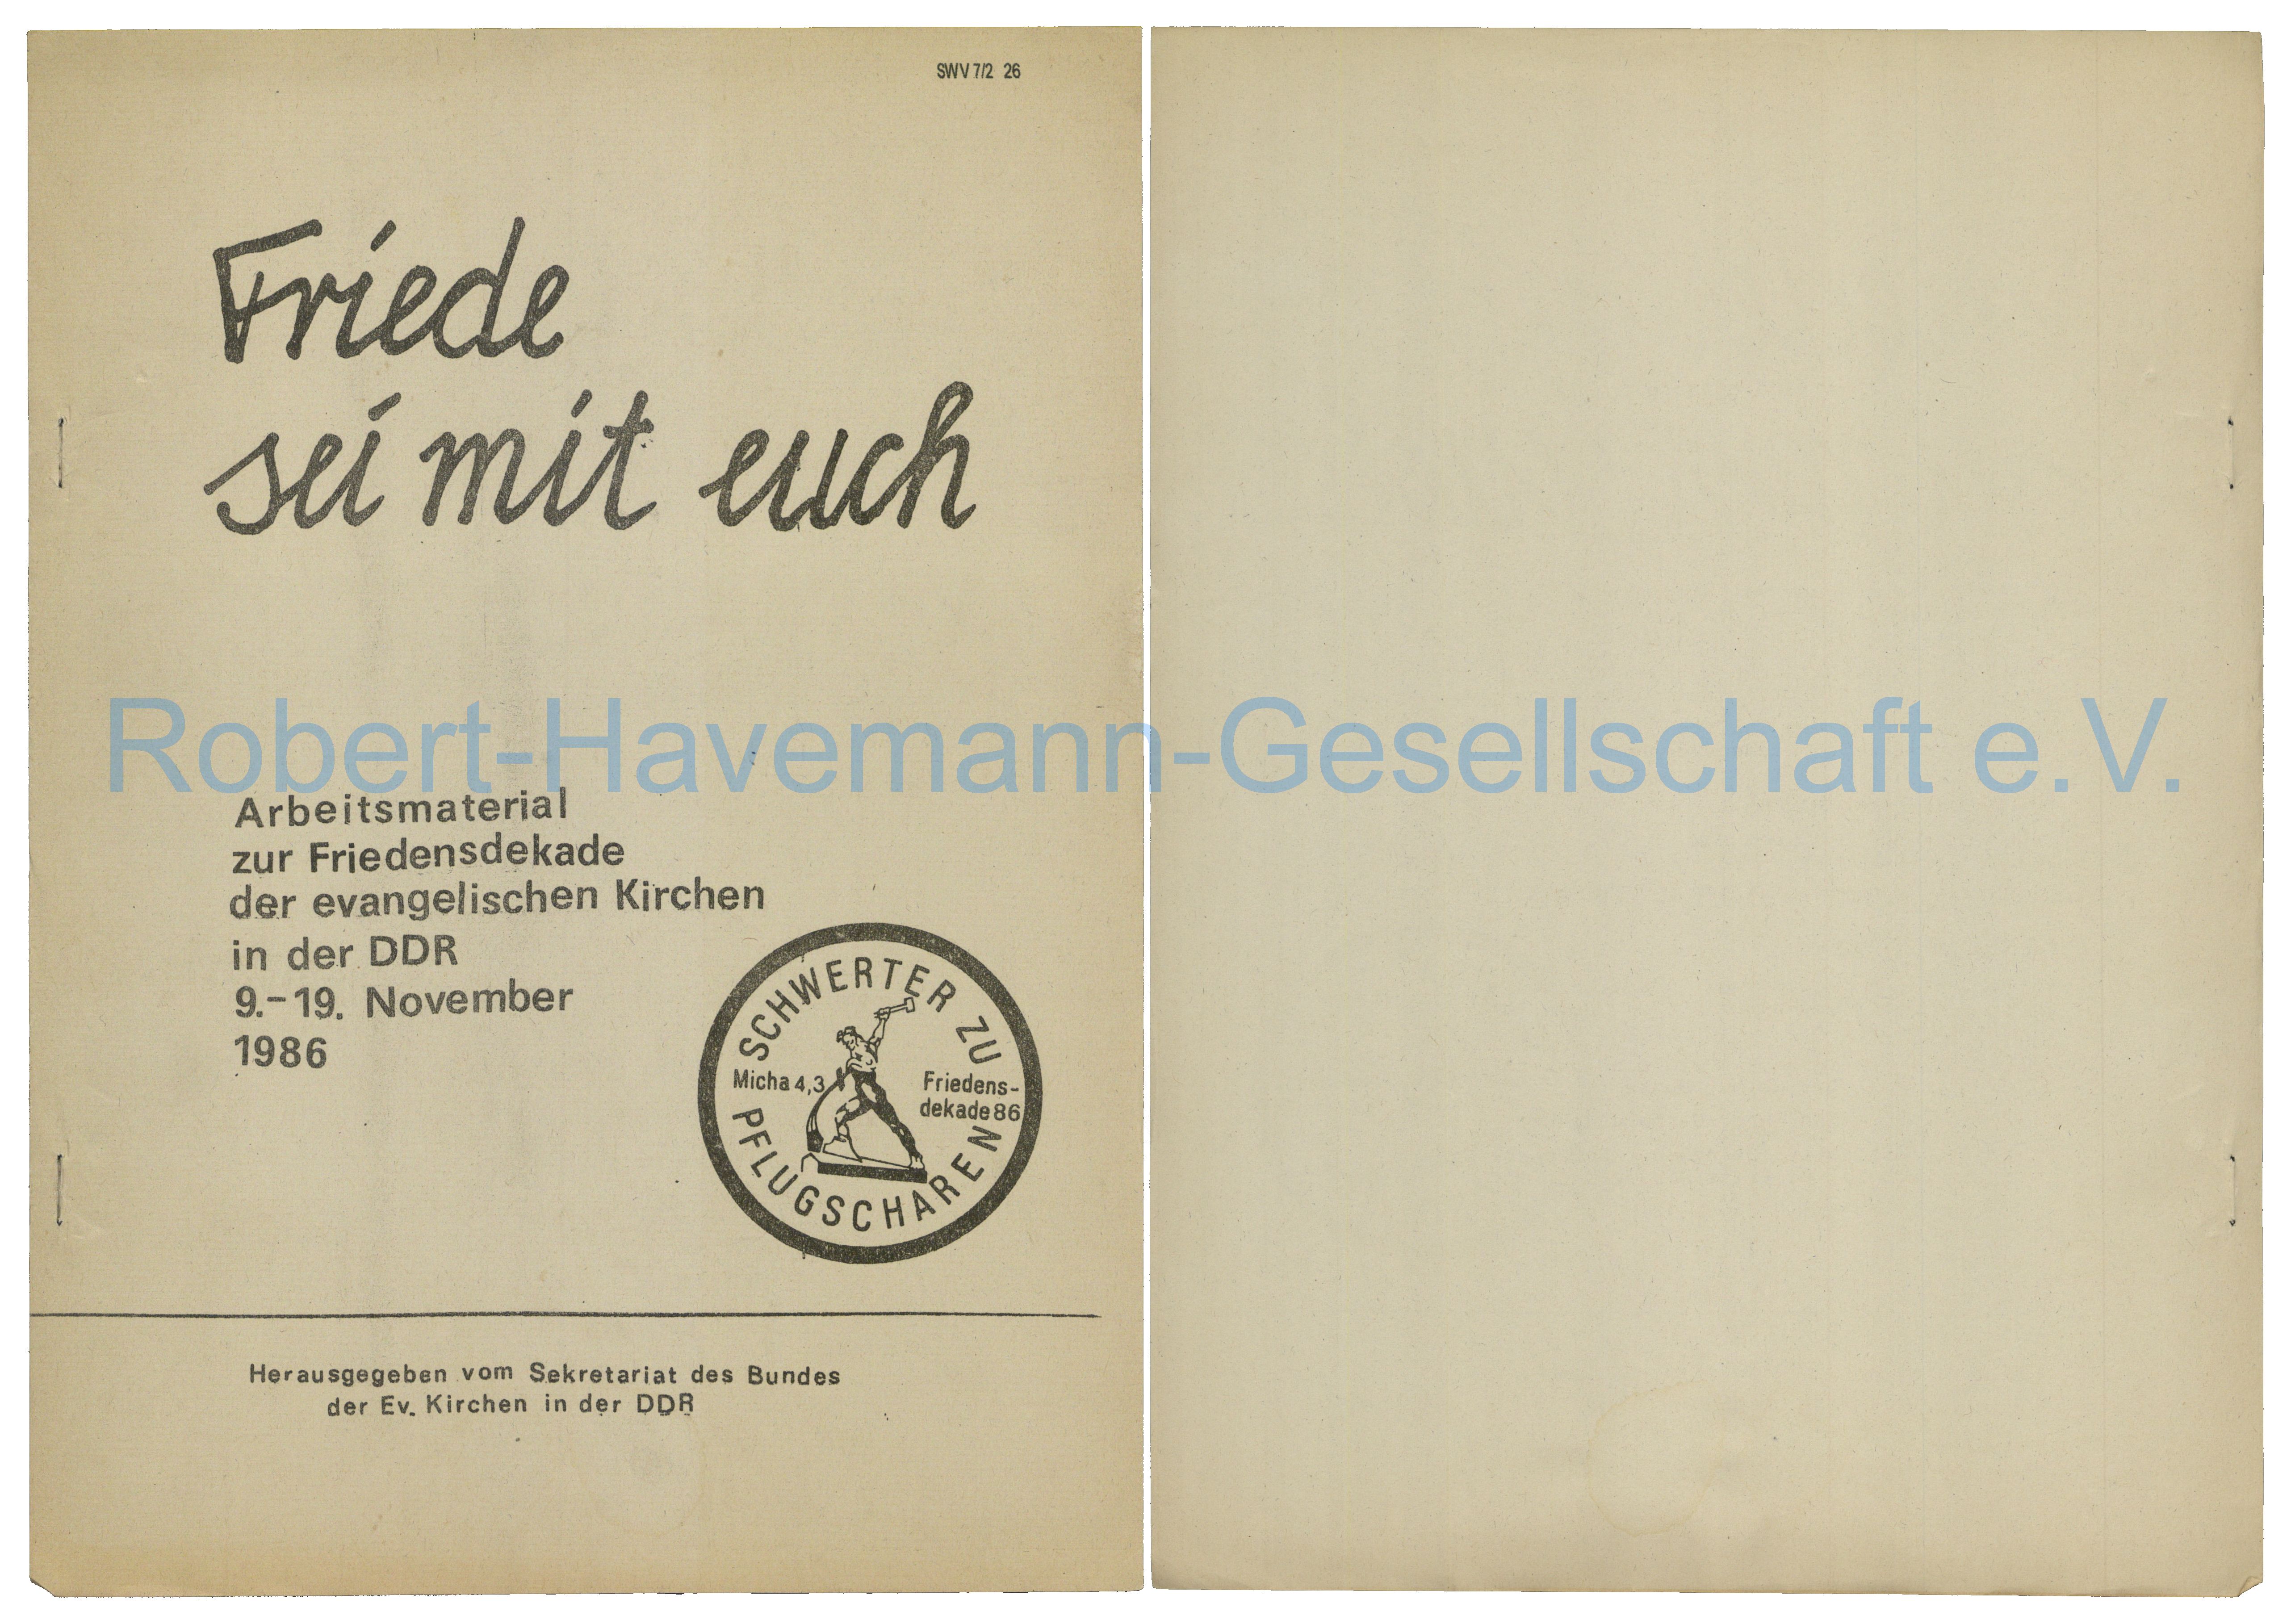 SWV 7/2 26
Friede
sei mit euch
Robert-Havemann-Gesellschaft e.V.
Arbeitsmaterial
zur Friedensdekade
der evangelischen Kirchen
in der DDR
9.–19. November
1986
SCHWERTER ZU
Micha 4,3
Friedens-
dekade 86
PFLUGSCHAREN
Herausgegeben vom Sekretariat des Bundes
der Ev. Kirchen in der DDR